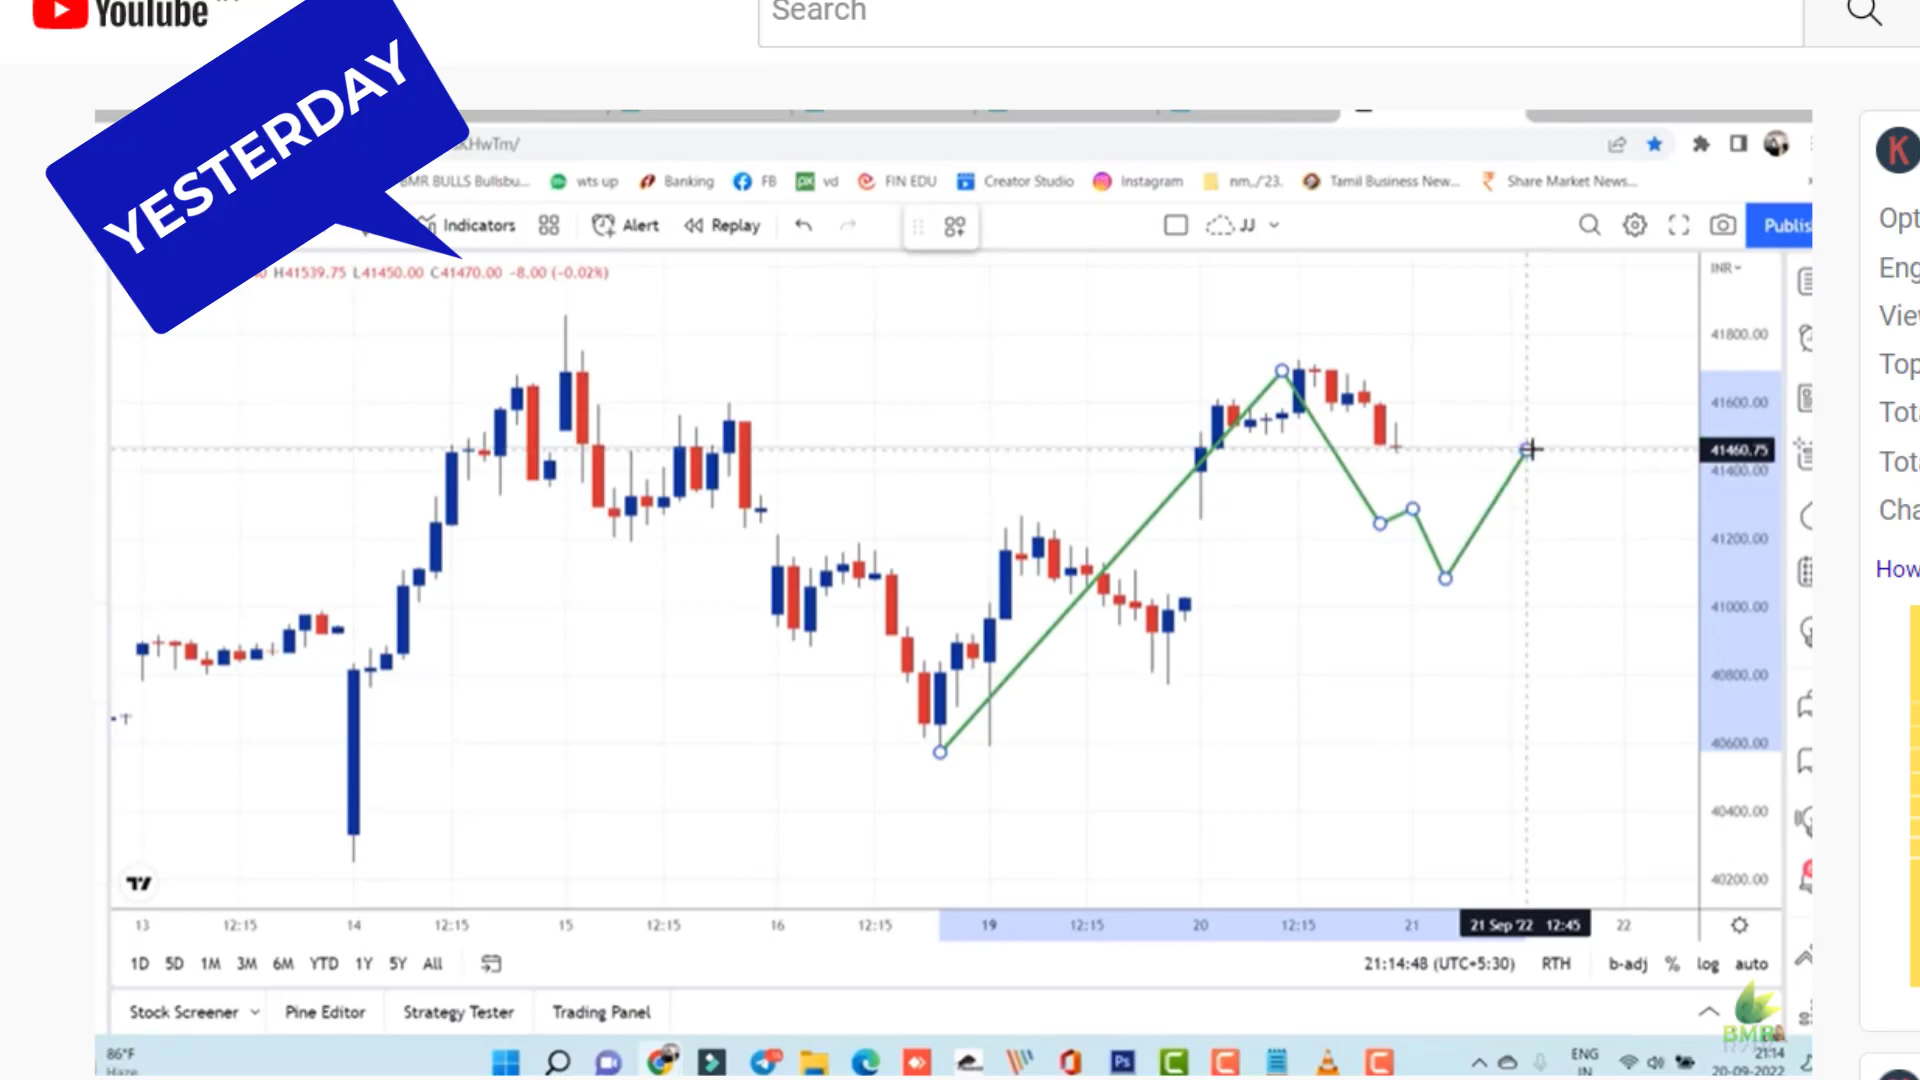 YouTube
Search
YESTERDAY
HwTm/
BMR BULLS Bullsbu...
wts up
Banking
FB
vd
FIN EDU
Creator Studio
Instagram
nm,/'23.
Tamil Business New...
Share Market News...
Indicators
Alert
Replay
JJ
Publis
H41539.75 L41450.00 C41470.00 −8.00 (−0.02%)
INR
41800.00
41600.00
41460.75
41400.00
41200.00
41000.00
40800.00
40600.00
40400.00
40200.00
13 12:15 14 12:15 15 12:15 16 12:15 19 12:15 20 12:15 21 21 Sep '22 12:45 22
1D 5D 1M 3M 6M YTD 1Y 5Y All
21:14:48 (UTC+5:30) RTH b-adj % log auto
Stock Screener Pine Editor Strategy Tester Trading Panel
BMR
86°F
Haze
Ps
ENG
IN
21:14
20-09-2022
K
Opt
Eng
Vie
Top
Tota
Tota
Cha
How